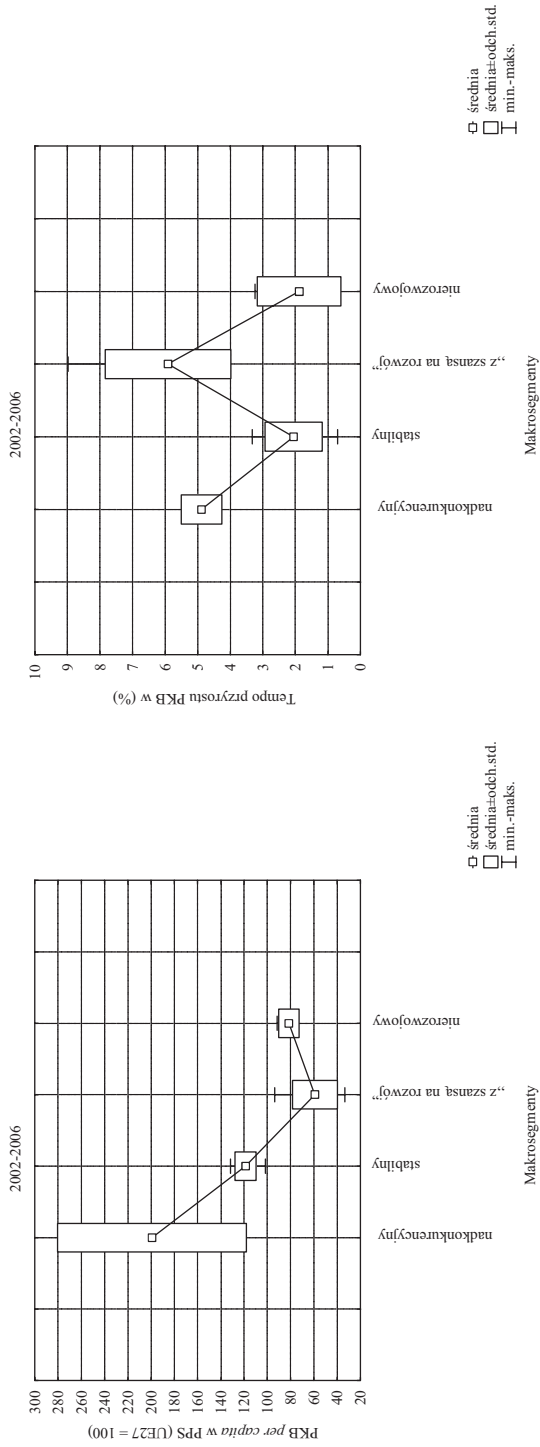 2002-2006
PKB per capita w PPS (UE27 = 100)
300
280
260
240
220
200
180
160
140
120
100
80
60
40
20
nadkonkurencyjny
stabilny
,,z szansą na rozwój”
nierozwojowy
Makrosegmenty
średnia
średnia±odch.std.
min.-maks.
2002-2006
Tempo przyrostu PKB w (%)
10
9
8
7
6
5
4
3
2
1
0
nadkonkurencyjny
stabilny
,,z szansą na rozwój”
nierozwojowy
Makrosegmenty
średnia
średnia±odch.std.
min.-maks.